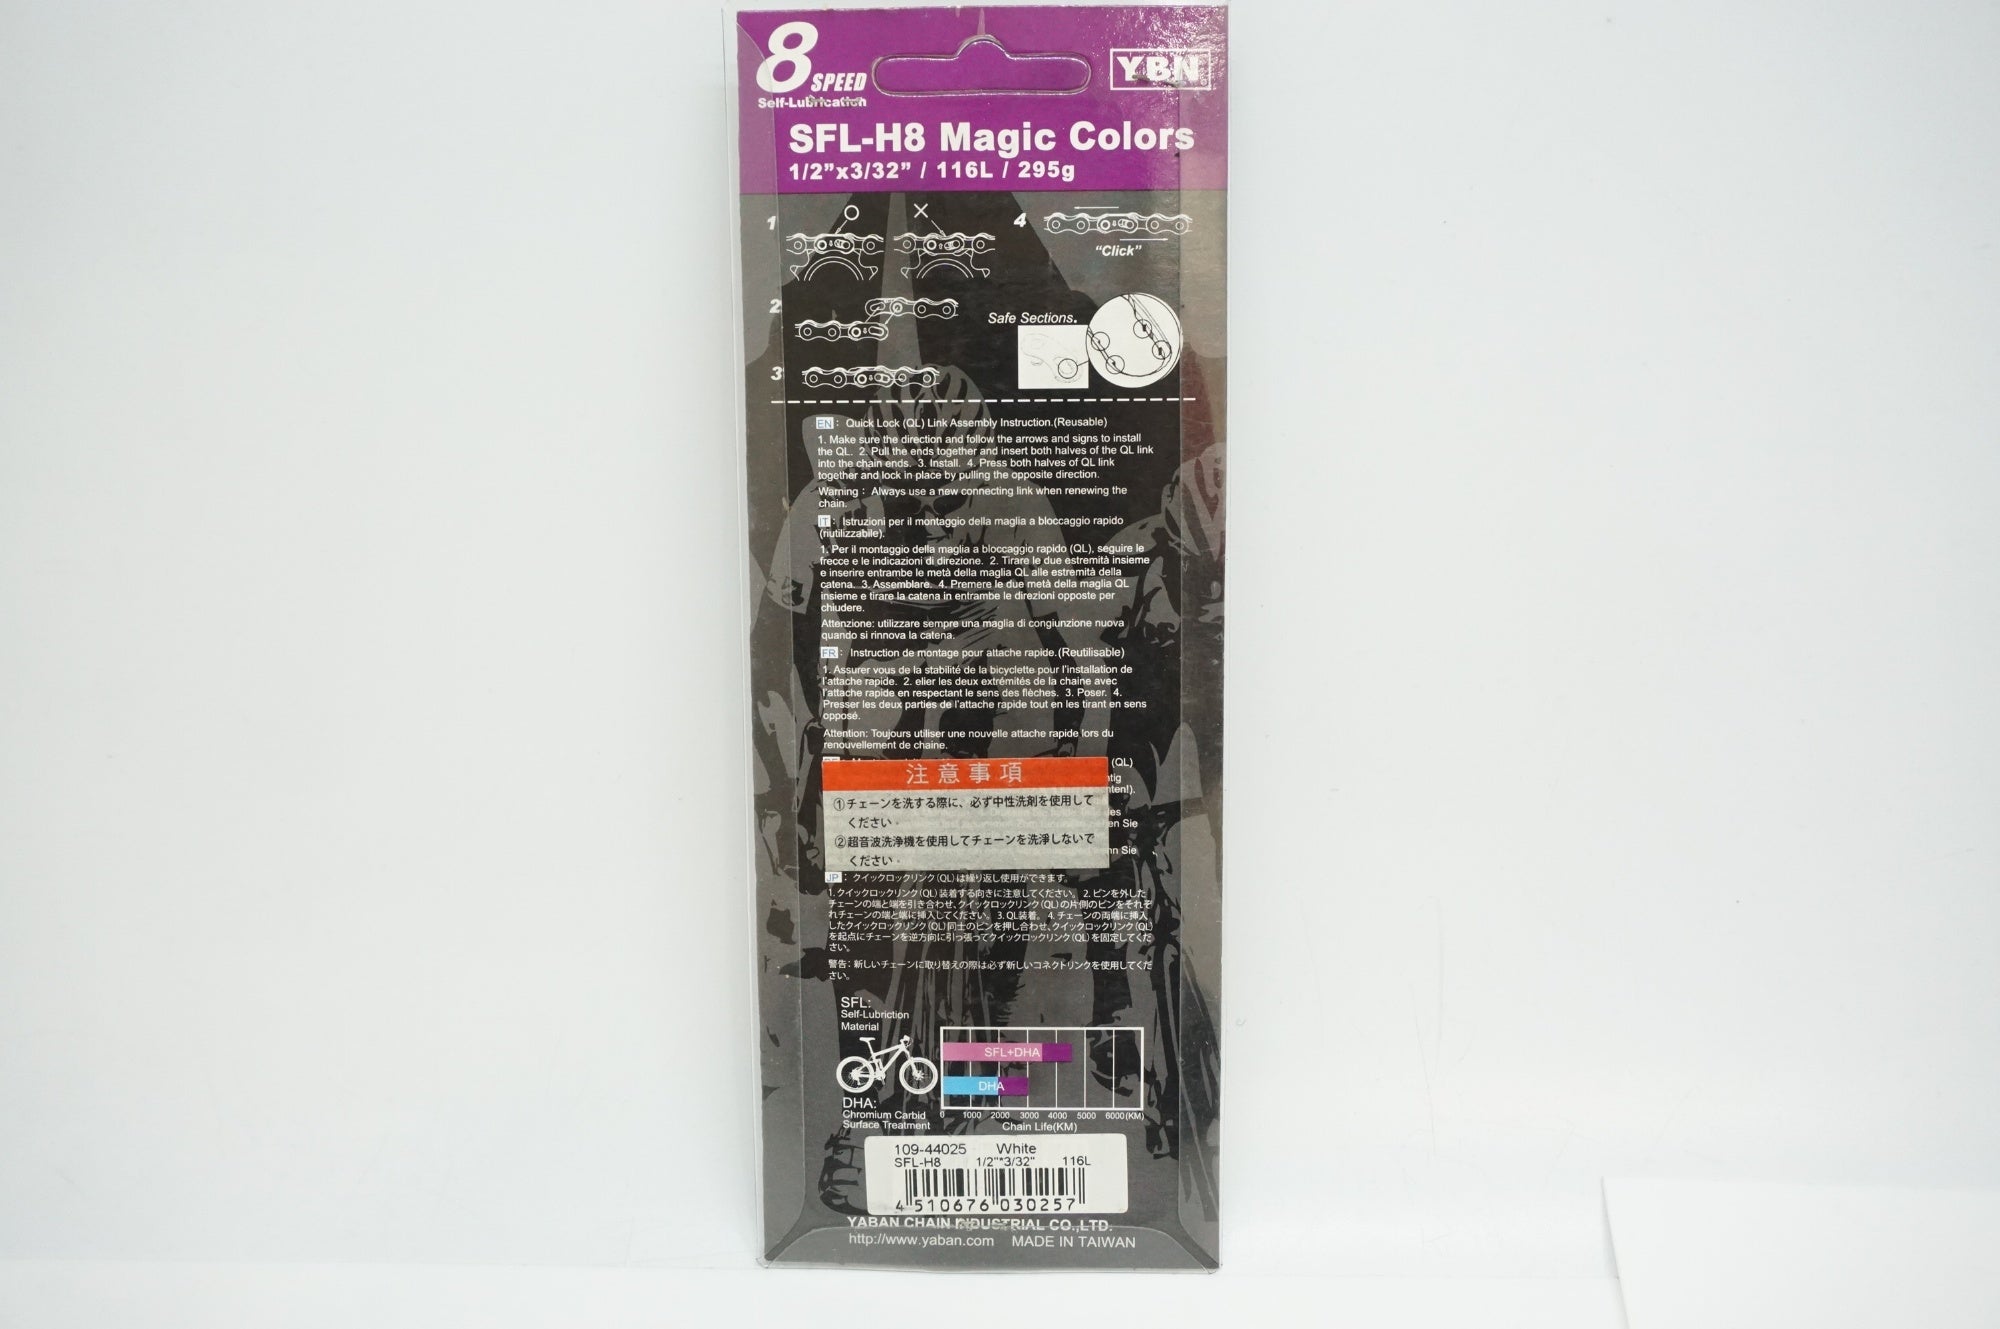 8 SPEED
Self-Lubrication
YBN
SFL-H8 Magic Colors
1/2”x3/32” / 116L / 295g
1
4
“Click”
2
Safe Sections.
3
EN : Quick Lock (QL) Link Assembly Instruction.(Reusable)
1. Make sure the direction and follow the arrows and signs to install
the QL. 2. Pull the ends together and insert both halves of the QL link
into the chain ends. 3. Install. 4. Press both halves of QL link
together and lock in place by pulling the opposite direction.
Warning : Always use a new connecting link when renewing the
chain.
IT : Istruzioni per il montaggio della maglia a bloccaggio rapido
(riutilizzabile).
1. Per il montaggio della maglia a bloccaggio rapido (QL), seguire le
frecce e le indicazioni di direzione. 2. Tirare le due estremità insieme
e inserire entrambe le metà della maglia QL alle estremità della
catena. 3. Assemblare. 4. Premere le due metà della maglia QL
insieme e tirare la catena in entrambe le direzioni opposte per
chiudere.
Attenzione: utilizzare sempre una maglia di congiunzione nuova
quando si rinnova la catena.
FR : Instruction de montage pour attache rapide.(Reutilisable)
1. Assurer vous de la stabilité de la bicyclette pour l’installation de
l’attache rapide. 2. elier les deux extrémités de la chaine avec
l’attache rapide en respectant le sens des flèches. 3. Poser. 4.
Presser les deux parties de l’attache rapide tout en les tirant en sens
opposé.
Attention: Toujours utiliser une nouvelle attache rapide lors du
renouvellement de chaine.
(QL)
注意事項
①チェーンを洗する際に、必ず中性洗剤を使用して
ください。
②超音波洗浄機を使用してチェーンを洗淨しないで
ください。
JP : クイックロックリンク(QL)は繰り返し使用ができます。
1.クイックロックリンク(QL)装着する向きに注意してください。2.ピンを外した
チェーンの端と端を引き合わせ、クイックロックリンク(QL)の片側のピンをそれぞ
れチェーンの端と端に挿入してください。3.QL装着。4.チェーンの両端に挿入
したクイックロックリンク(QL)同士のピンを押し合わせ、クイックロックリンク(QL)
を起点にチェーンを逆方向に引っ張ってクイックロックリンク(QL)を固定してくだ
さい。
警告:新しいチェーンに取り替えの際は必ず新しいコネクトリンクを使用してくだ
さい。
SFL:
Self-Lubriction
Material
SFL+DHA
DHA
DHA:
Chromium Carbid
Surface Treatment
0 1000 2000 3000 4000 5000 6000(KM)
Chain Life(KM)
109-44025 White
SFL-H8 1/2"*3/32" 116L
4 510676 030257
YABAN CHAIN INDUSTRIAL CO.,LTD.
http://www.yaban.com MADE IN TAIWAN